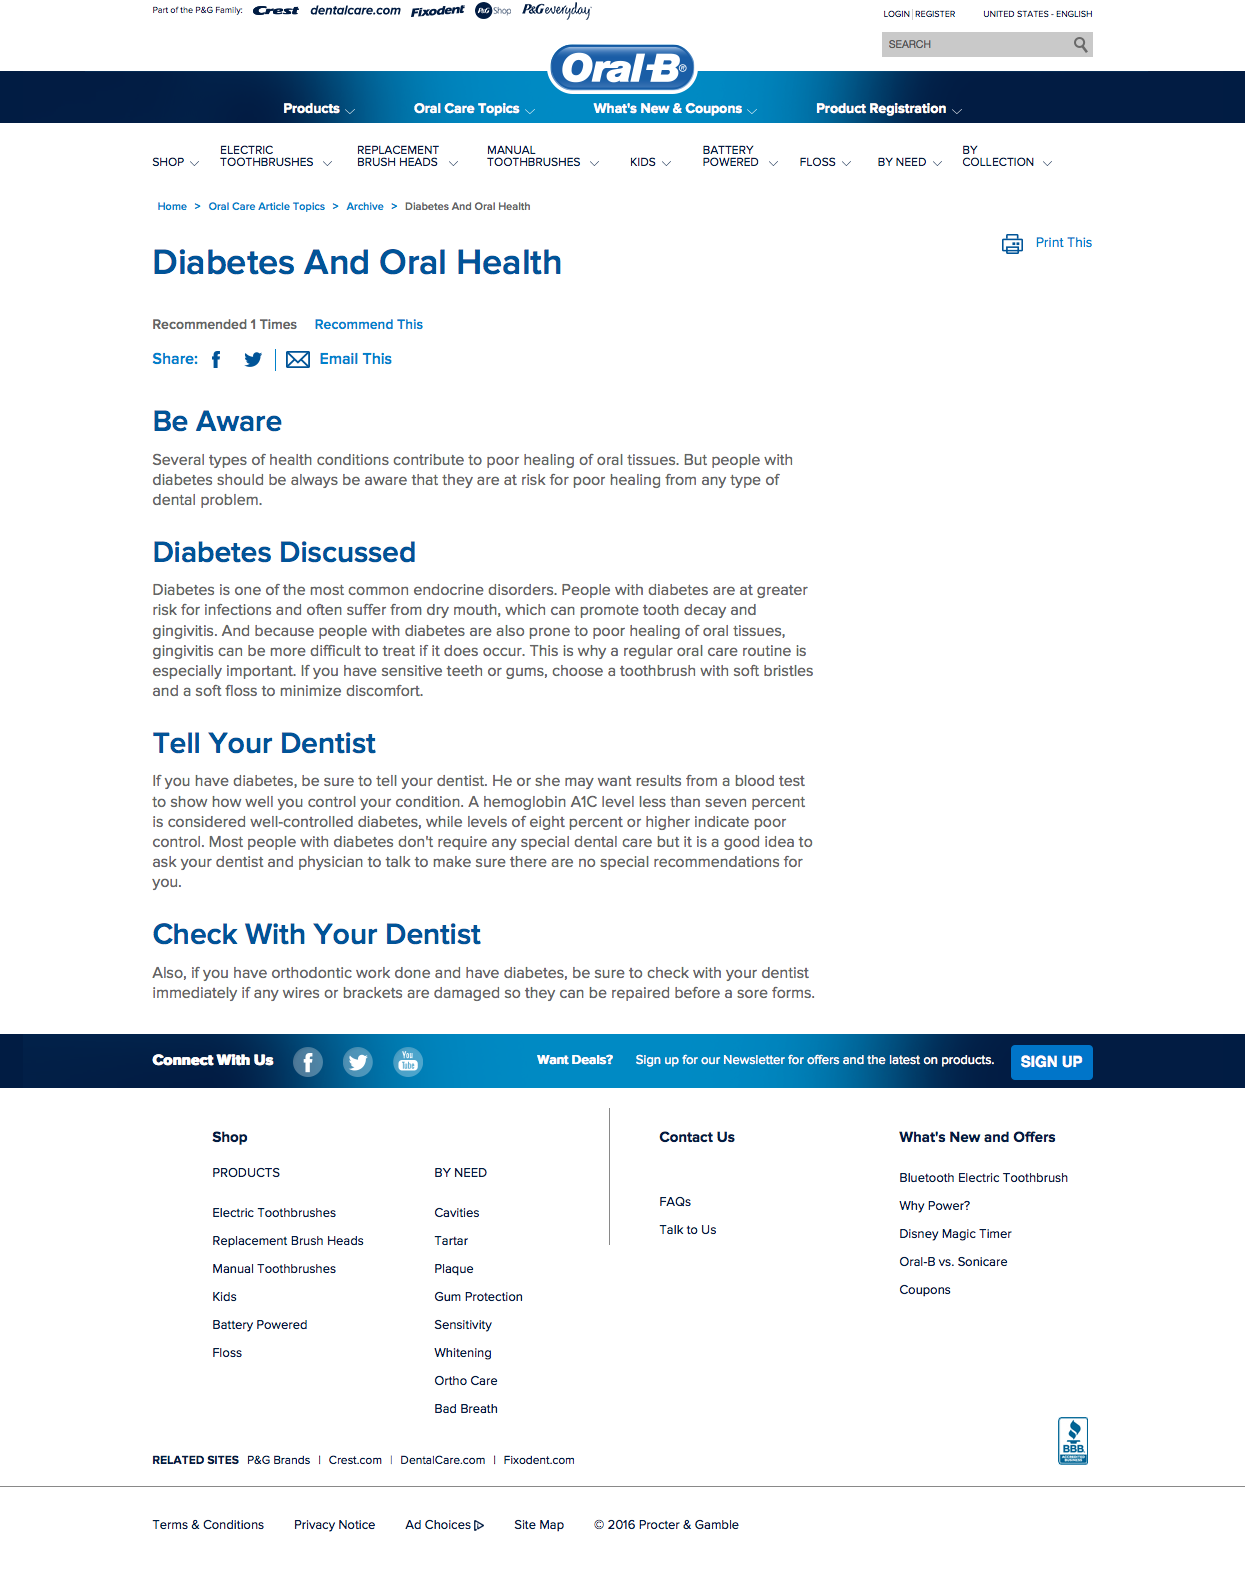 Part of the P&G Family: Crest dentalcare.com Fixodent P&G Shop P&G everyday
LOGIN | REGISTER UNITED STATES - ENGLISH
SEARCH
Oral-B®
Products Oral Care Topics What's New & Coupons Product Registration
SHOP ELECTRIC TOOTHBRUSHES REPLACEMENT BRUSH HEADS MANUAL TOOTHBRUSHES KIDS BATTERY POWERED FLOSS BY NEED BY COLLECTION
Home > Oral Care Article Topics > Archive > Diabetes And Oral Health
Print This
Diabetes And Oral Health
Recommended 1 Times Recommend This
Share: Email This
Be Aware
Several types of health conditions contribute to poor healing of oral tissues. But people with
diabetes should be always be aware that they are at risk for poor healing from any type of
dental problem.
Diabetes Discussed
Diabetes is one of the most common endocrine disorders. People with diabetes are at greater
risk for infections and often suffer from dry mouth, which can promote tooth decay and
gingivitis. And because people with diabetes are also prone to poor healing of oral tissues,
gingivitis can be more difficult to treat if it does occur. This is why a regular oral care routine is
especially important. If you have sensitive teeth or gums, choose a toothbrush with soft bristles
and a soft floss to minimize discomfort.
Tell Your Dentist
If you have diabetes, be sure to tell your dentist. He or she may want results from a blood test
to show how well you control your condition. A hemoglobin A1C level less than seven percent
is considered well-controlled diabetes, while levels of eight percent or higher indicate poor
control. Most people with diabetes don't require any special dental care but it is a good idea to
ask your dentist and physician to talk to make sure there are no special recommendations for
you.
Check With Your Dentist
Also, if you have orthodontic work done and have diabetes, be sure to check with your dentist
immediately if any wires or brackets are damaged so they can be repaired before a sore forms.
Connect With Us You Tube Want Deals? Sign up for our Newsletter for offers and the latest on products. SIGN UP
Shop
PRODUCTS
Electric Toothbrushes
Replacement Brush Heads
Manual Toothbrushes
Kids
Battery Powered
Floss
BY NEED
Cavities
Tartar
Plaque
Gum Protection
Sensitivity
Whitening
Ortho Care
Bad Breath
Contact Us
FAQs
Talk to Us
What's New and Offers
Bluetooth Electric Toothbrush
Why Power?
Disney Magic Timer
Oral-B vs. Sonicare
Coupons
BBB
ACCREDITED
BUSINESS
RELATED SITES P&G Brands | Crest.com | DentalCare.com | Fixodent.com
Terms & Conditions Privacy Notice Ad Choices Site Map © 2016 Procter & Gamble